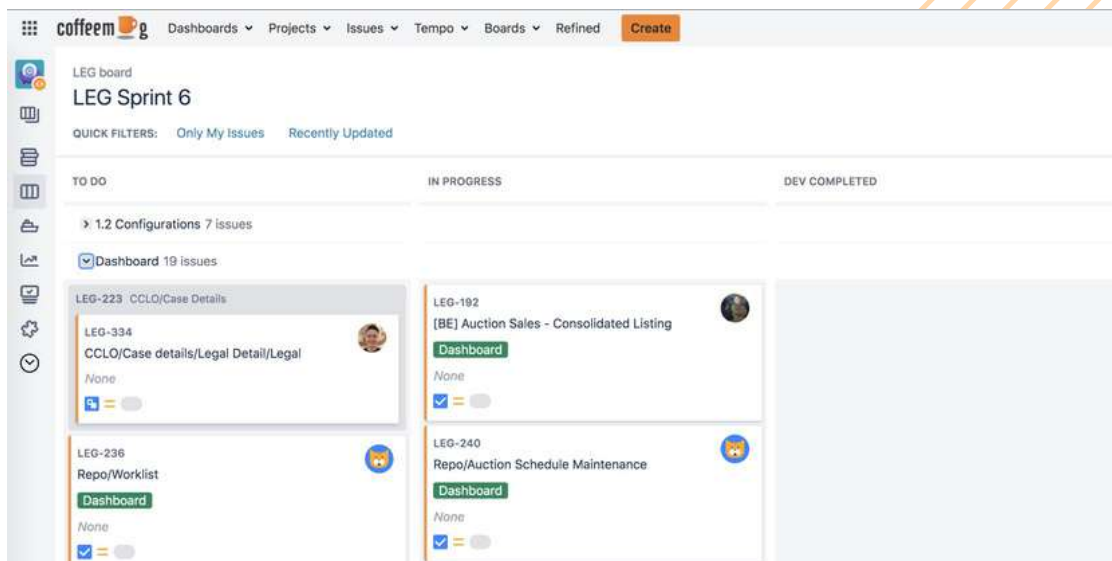 coffeemug Dashboards Projects Issues Tempo Boards Refined Create
LEG board
LEG Sprint 6
QUICK FILTERS: Only My Issues Recently Updated
TO DO IN PROGRESS DEV COMPLETED
1.2 Configurations 7 issues
Dashboard 19 issues
LEG-223 CCLO/Case Details
LEG-334
CCLO/Case details/Legal Detail/Legal
None
LEG-236
Repo/Worklist
Dashboard
None
LEG-192
[BE] Auction Sales - Consolidated Listing
Dashboard
None
LEG-240
Repo/Auction Schedule Maintenance
Dashboard
None